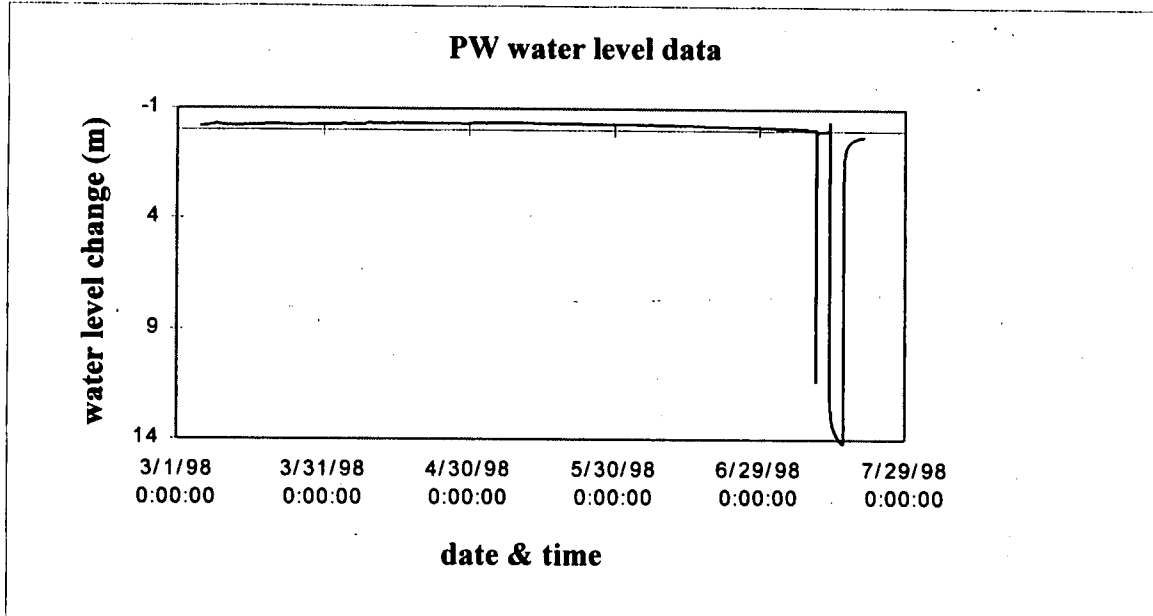 PW water level data
water level change (m)
-1
4
9
14
3/1/98 3/31/98 4/30/98 5/30/98 6/29/98 7/29/98
0:00:00 0:00:00 0:00:00 0:00:00 0:00:00 0:00:00
date & time